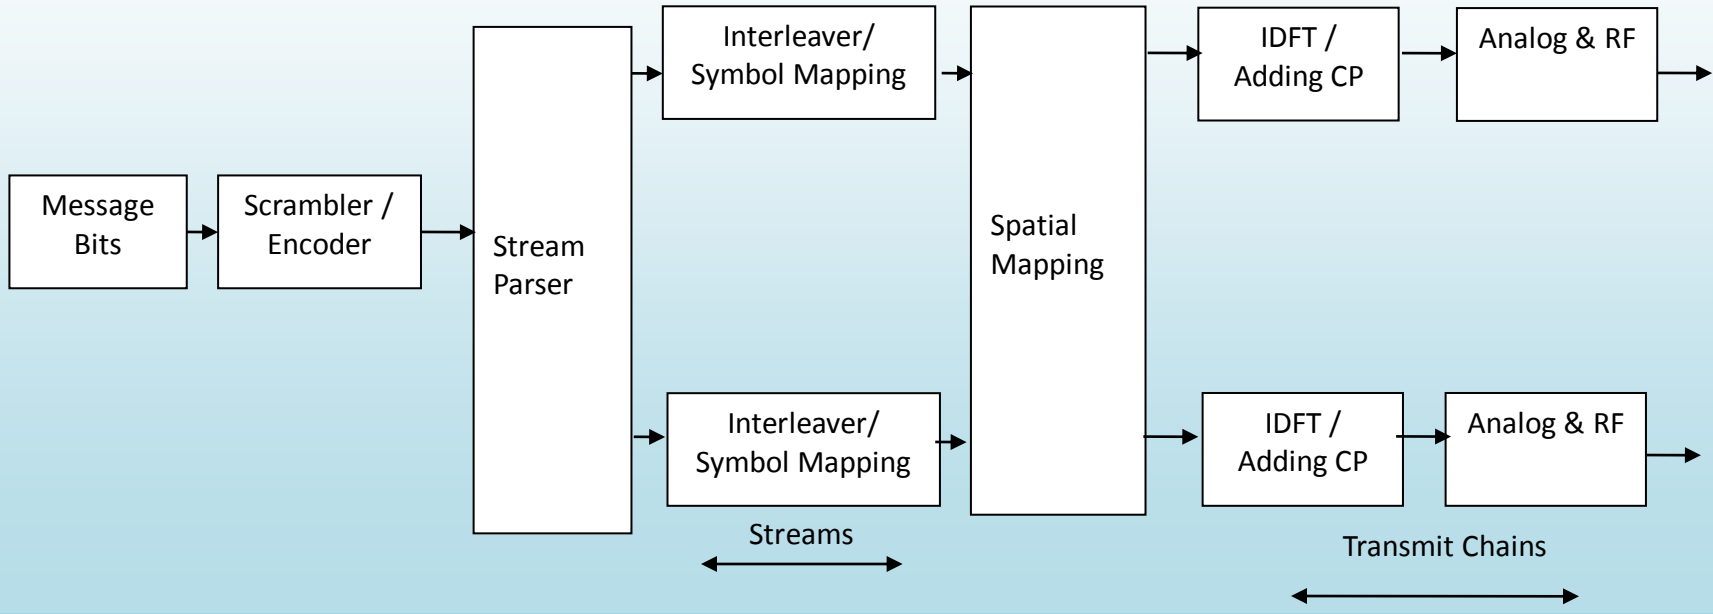 Interleaver/
Symbol Mapping
IDFT /
Adding CP
Analog & RF
Message
Bits
Scrambler /
Encoder
Stream
Parser
Spatial
Mapping
Interleaver/
Symbol Mapping
IDFT /
Adding CP
Analog & RF
Streams
Transmit Chains